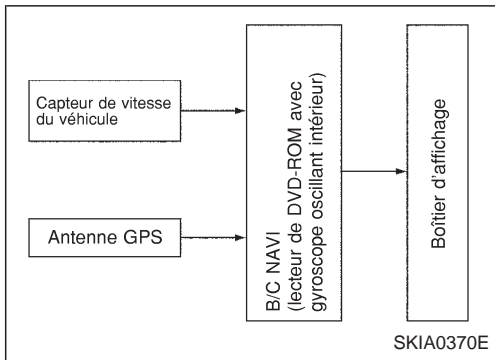 Capteur de vitesse
du véhicule
Antenne GPS
B/C NAVI
(lecteur de DVD-ROM avec
gyroscope oscillant intérieur)
Boîtier d'affichage
SKIA0370E